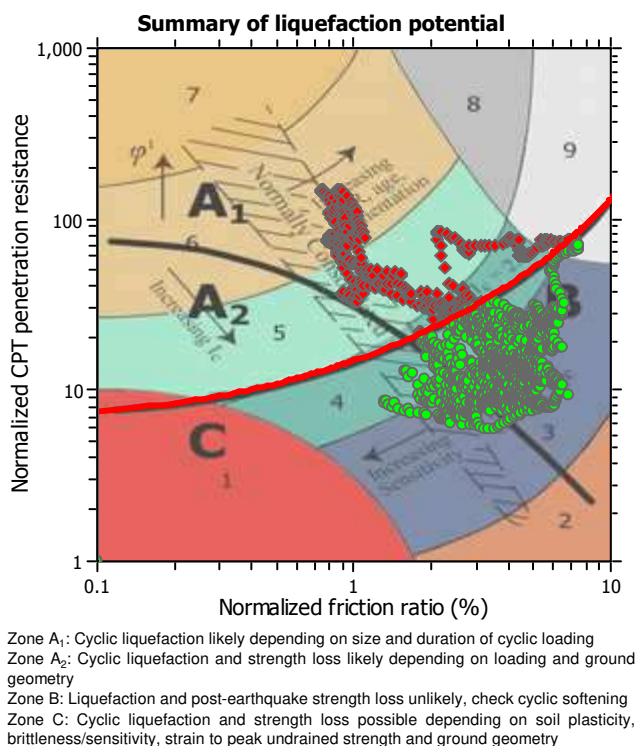 Summary of liquefaction potential
1,000
7
8
9
φ'
A1
Normally Cons
100
6
A2
Increasing Ic
5
B
10
4
3
C
1
Increasing
Sensitivity
2
1
0.1
1
10
Normalized CPT penetration resistance
Normalized friction ratio (%)
Zone A1: Cyclic liquefaction likely depending on size and duration of cyclic loading
Zone A2: Cyclic liquefaction and strength loss likely depending on loading and ground
geometry
Zone B: Liquefaction and post-earthquake strength loss unlikely, check cyclic softening
Zone C: Cyclic liquefaction and strength loss possible depending on soil plasticity,
brittleness/sensitivity, strain to peak undrained strength and ground geometry